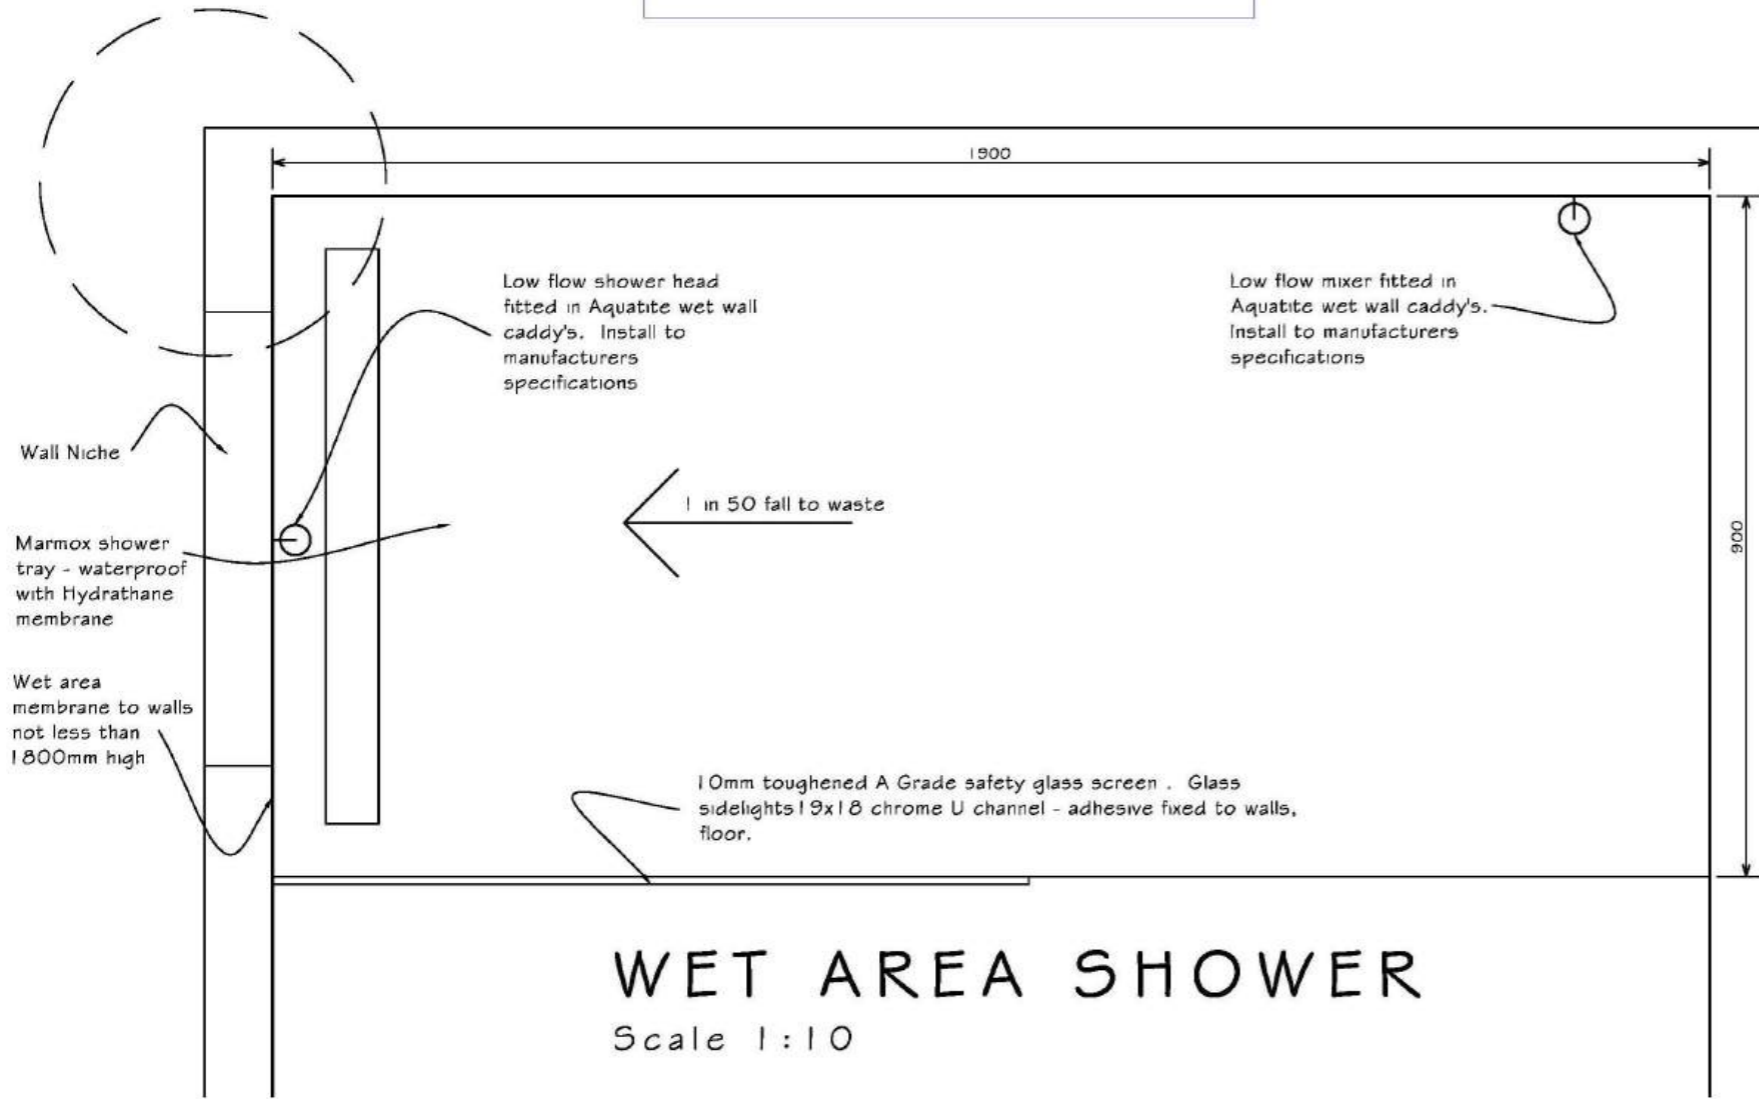 1900
Low flow shower head
fitted in Aquatite wet wall
caddy's. Install to
manufacturers
specifications
Low flow mixer fitted in
Aquatite wet wall caddy's.
Install to manufacturers
specifications
Wall Niche
1 in 50 fall to waste
900
Marmox shower
tray - waterproof
with Hydrathane
membrane
Wet area
membrane to walls
not less than
1800mm high
10mm toughened A Grade safety glass screen . Glass
sidelights19x18 chrome U channel - adhesive fixed to walls,
floor.
WET AREA SHOWER
Scale 1:10